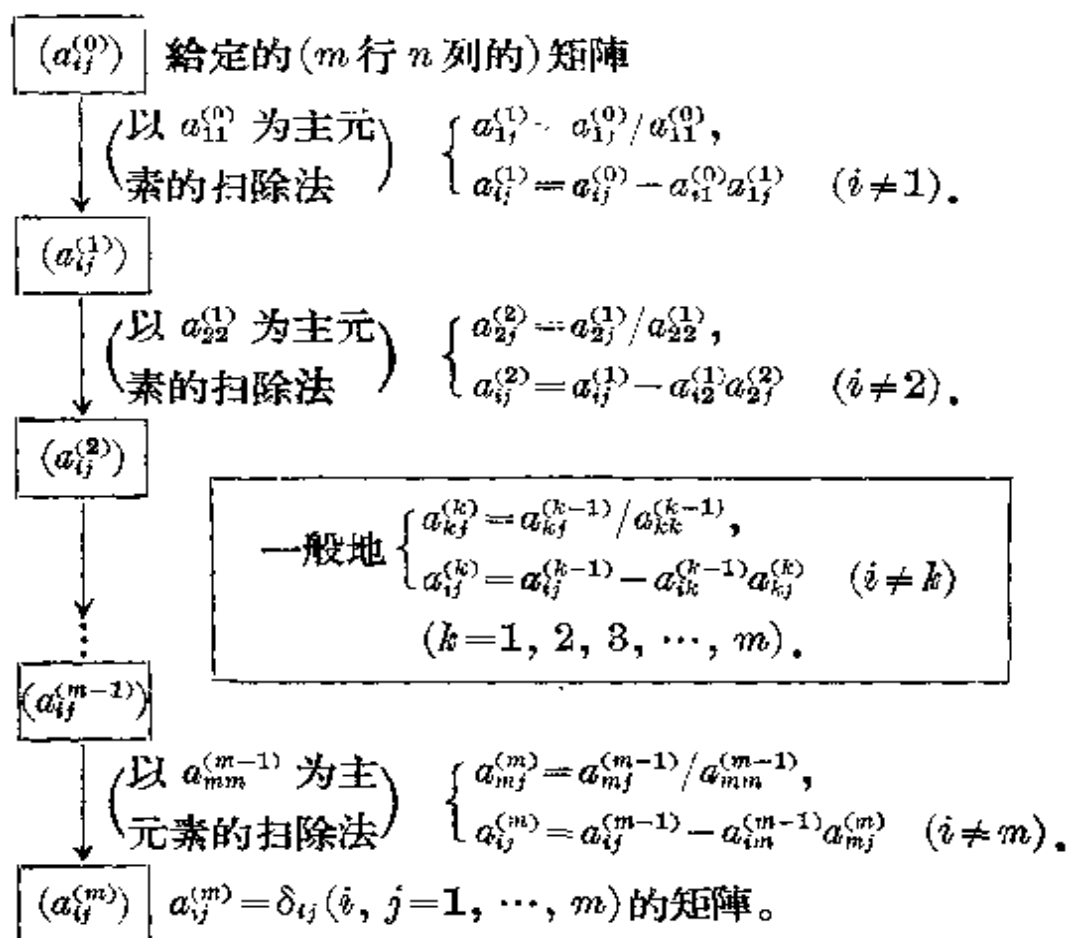 (a_{ij}^{(0)}) 給定的(m行n列的)矩陣
(以 a_{11}^{(0)} 为主元 { a_{1j}^{(1)} - a_{1j}^{(0)}/a_{11}^{(0)},
素的扫除法) a_{ij}^{(1)}=a_{ij}^{(0)}-a_{i1}^{(0)}a_{1j}^{(1)} (i≠1).
(a_{ij}^{(1)})
(以 a_{22}^{(1)} 为主元 { a_{2j}^{(2)}=a_{2j}^{(1)}/a_{22}^{(1)},
素的扫除法) a_{ij}^{(2)}=a_{ij}^{(1)}-a_{i2}^{(1)}a_{2j}^{(2)} (i≠2).
(a_{ij}^{(2)})
一般地 { a_{kj}^{(k)}=a_{kj}^{(k-1)}/a_{kk}^{(k-1)},
a_{ij}^{(k)}=a_{ij}^{(k-1)}-a_{ik}^{(k-1)}a_{kj}^{(k)} (i≠k)
(k=1, 2, 3, ⋯, m).
(a_{ij}^{(m-1)})
(以 a_{mm}^{(m-1)} 为主 { a_{mj}^{(m)}=a_{mj}^{(m-1)}/a_{mm}^{(m-1)},
元素的扫除法) a_{ij}^{(m)}=a_{ij}^{(m-1)}-a_{im}^{(m-1)}a_{mj}^{(m)} (i≠m).
(a_{ij}^{(m)}) a_{ij}^{(m)}=δ_{ij}(i, j=1, ⋯, m)的矩陣。